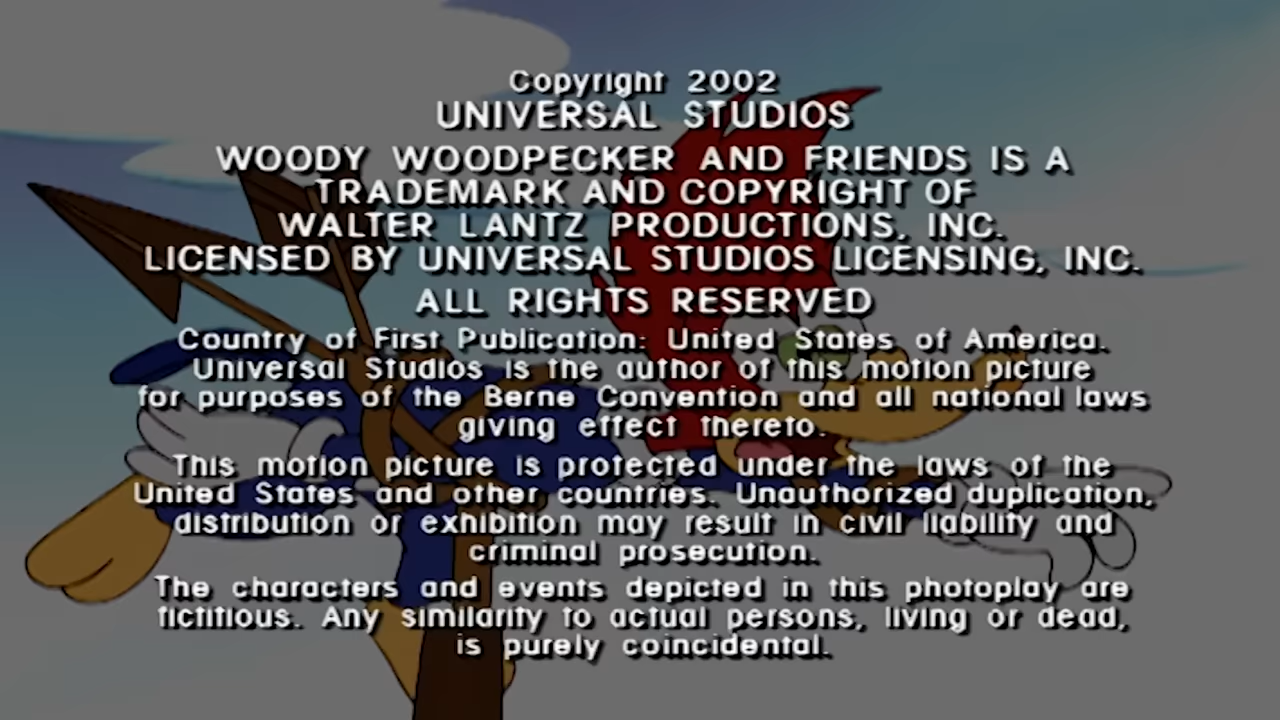 Copyright 2002
UNIVERSAL STUDIOS
WOODY WOODPECKER AND FRIENDS IS A
TRADEMARK AND COPYRIGHT OF
WALTER LANTZ PRODUCTIONS, INC.
LICENSED BY UNIVERSAL STUDIOS LICENSING, INC.
ALL RIGHTS RESERVED
Country of First Publication: United States of America.
Universal Studios is the author of this motion picture
for purposes of the Berne Convention and all national laws
giving effect thereto.
This motion picture is protected under the laws of the
United States and other countries. Unauthorized duplication,
distribution or exhibition may result in civil liability and
criminal prosecution.
The characters and events depicted in this photoplay are
fictitious. Any similarity to actual persons, living or dead,
is purely coincidental.